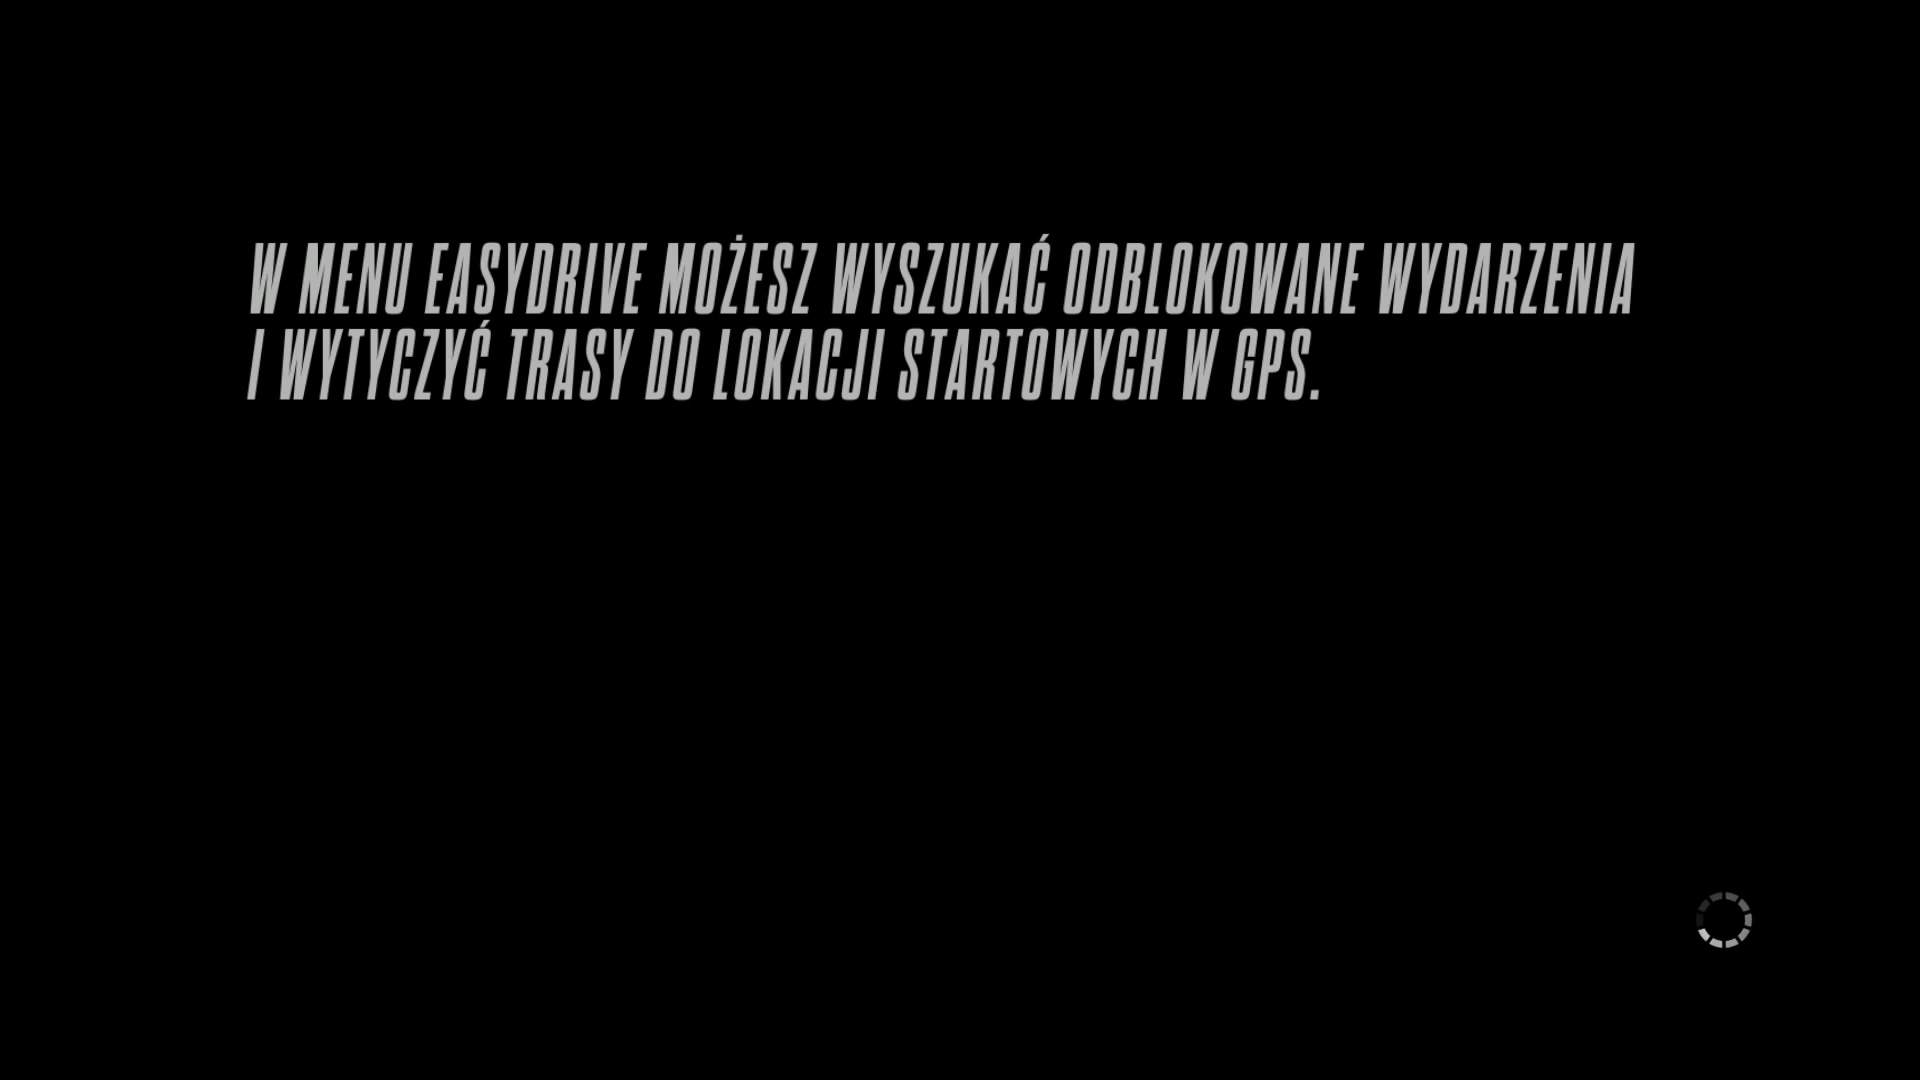 W MENU EASYDRIVE MOŻESZ WYSZUKAĆ ODBLOKOWANE WYDARZENIA
I WYTYCZYĆ TRASY DO LOKACJI STARTOWYCH W GPS.